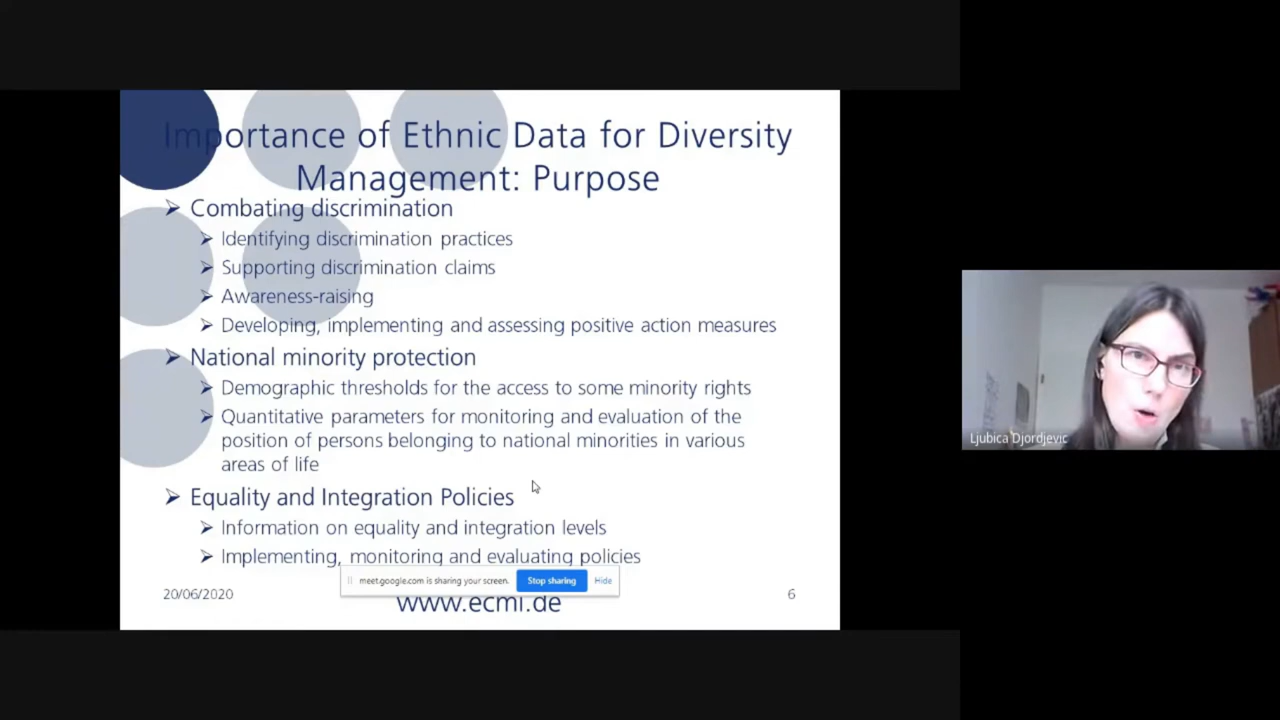 Importance of Ethnic Data for Diversity
Management: Purpose
➢ Combating discrimination
➢ Identifying discrimination practices
➢ Supporting discrimination claims
➢ Awareness-raising
➢ Developing, implementing and assessing positive action measures
➢ National minority protection
➢ Demographic thresholds for the access to some minority rights
➢ Quantitative parameters for monitoring and evaluation of the
position of persons belonging to national minorities in various
areas of life
➢ Equality and Integration Policies
➢ Information on equality and integration levels
➢ Implementing, monitoring and evaluating policies
meet.google.com is sharing your screen. Stop sharing Hide
20/06/2020
www.ecmi.de
6
Ljubica Djordjevic